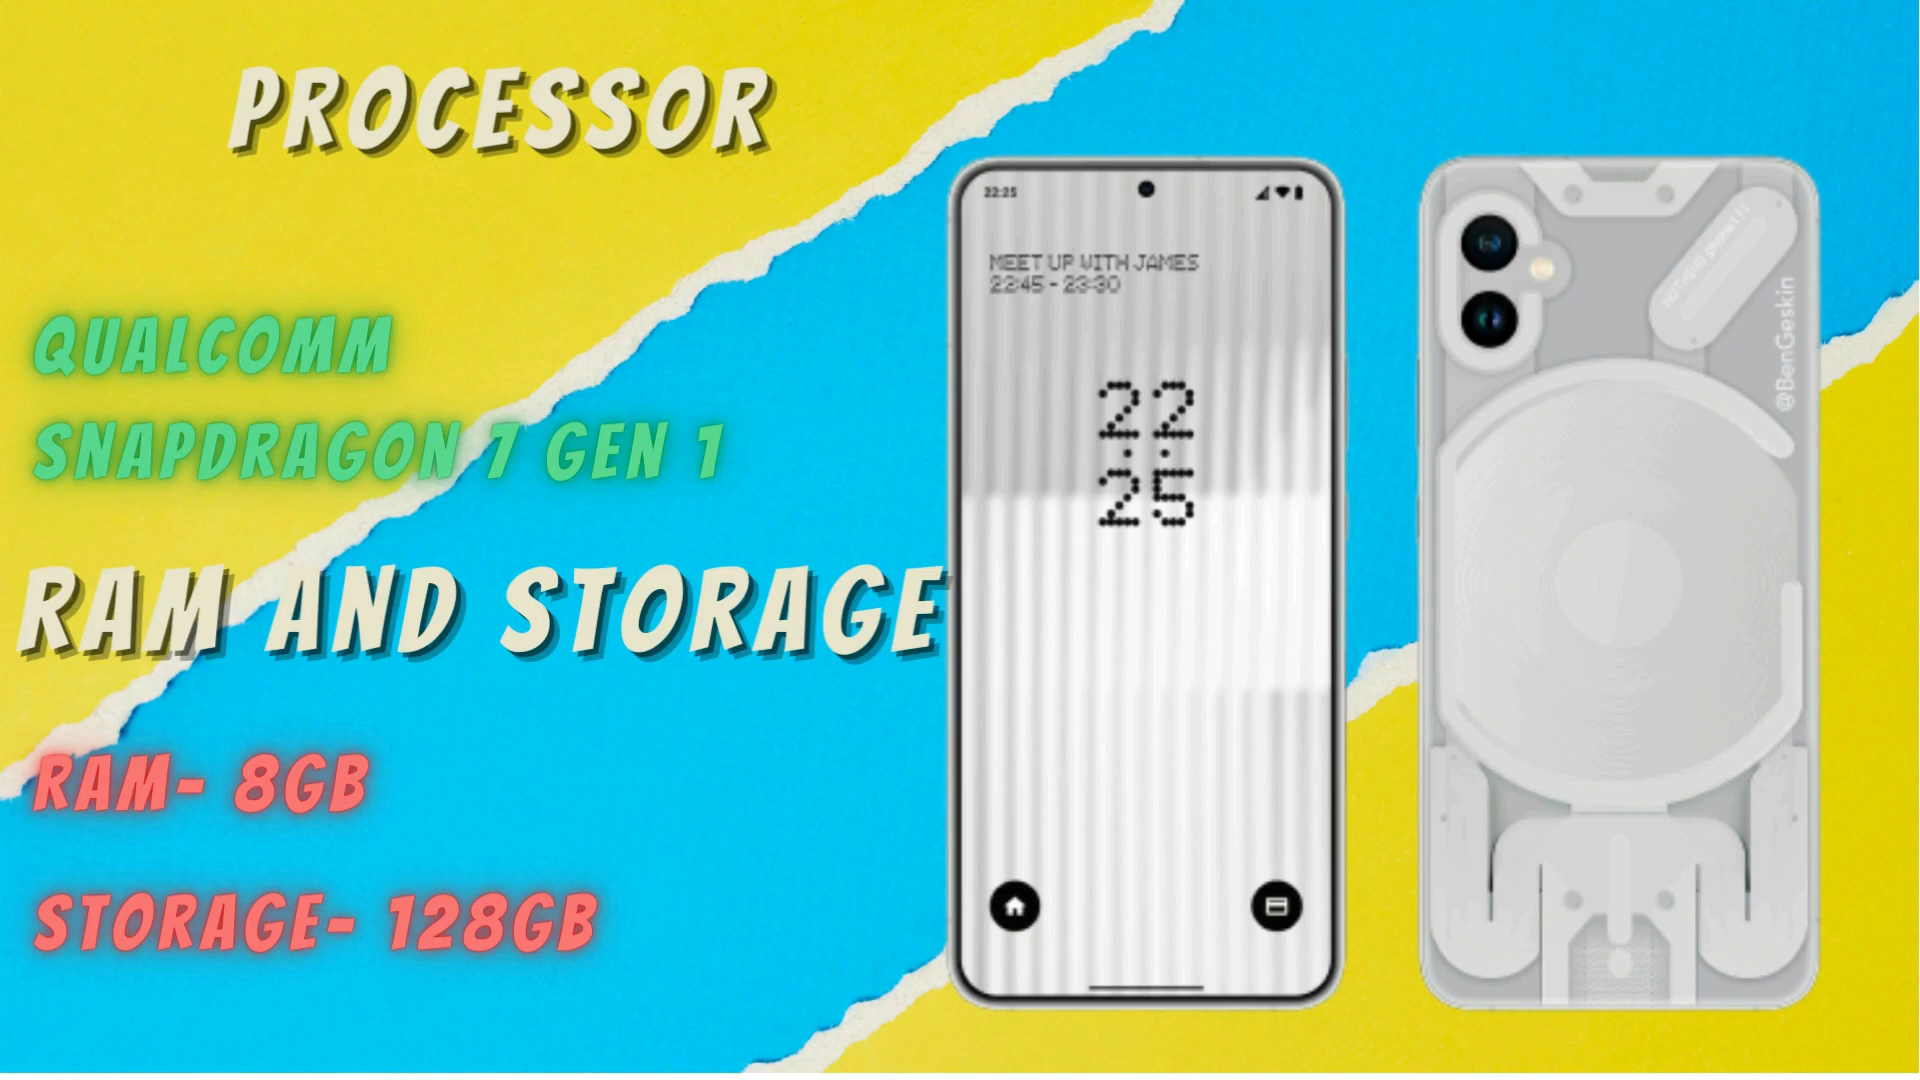 PROCESSOR
QUALCOMM
SNAPDRAGON 7 GEN 1
RAM AND STORAGE
RAM- 8GB
STORAGE- 128GB
22:25
MEET UP WITH JAMES
22:45 - 23:30
22
25
@BenGeskin